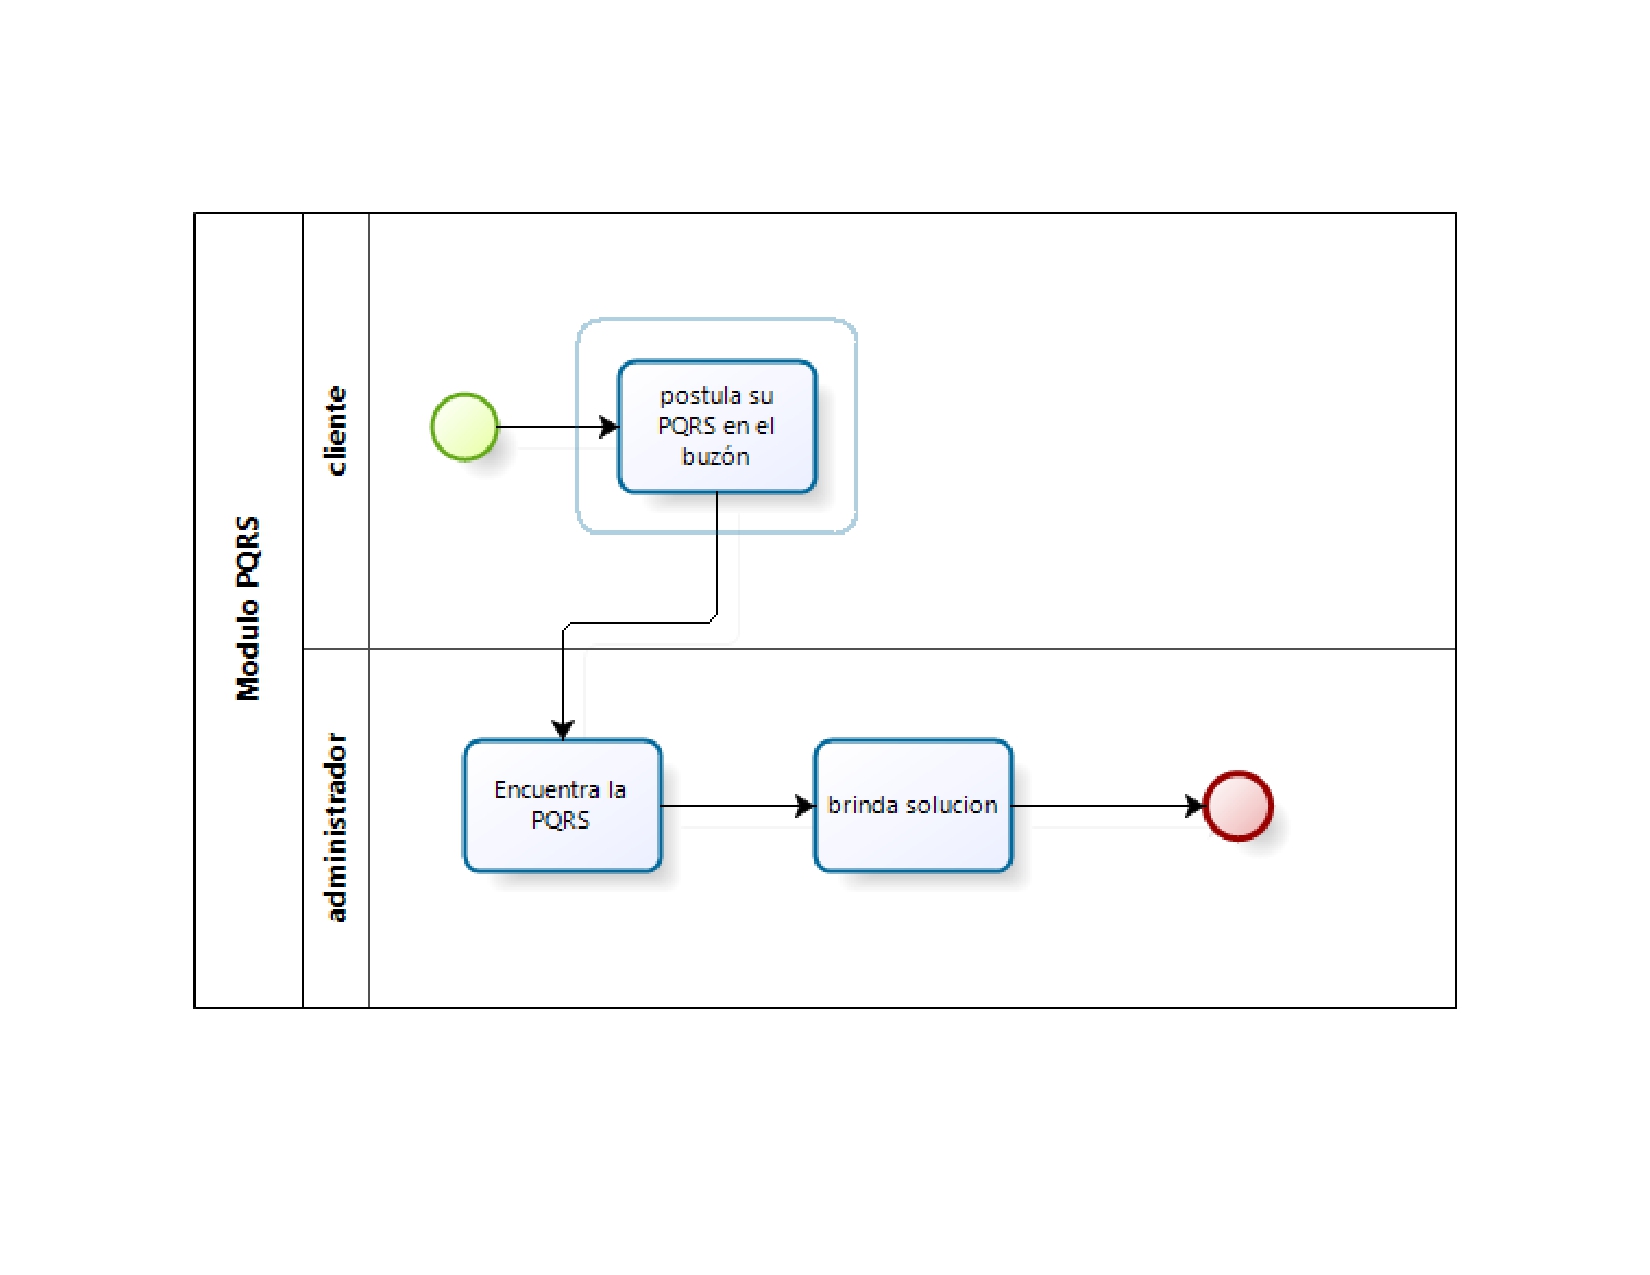 Modulo PQRS
cliente
postula su
PQRS en el
buzón
administrador
Encuentra la
PQRS
brinda solucion